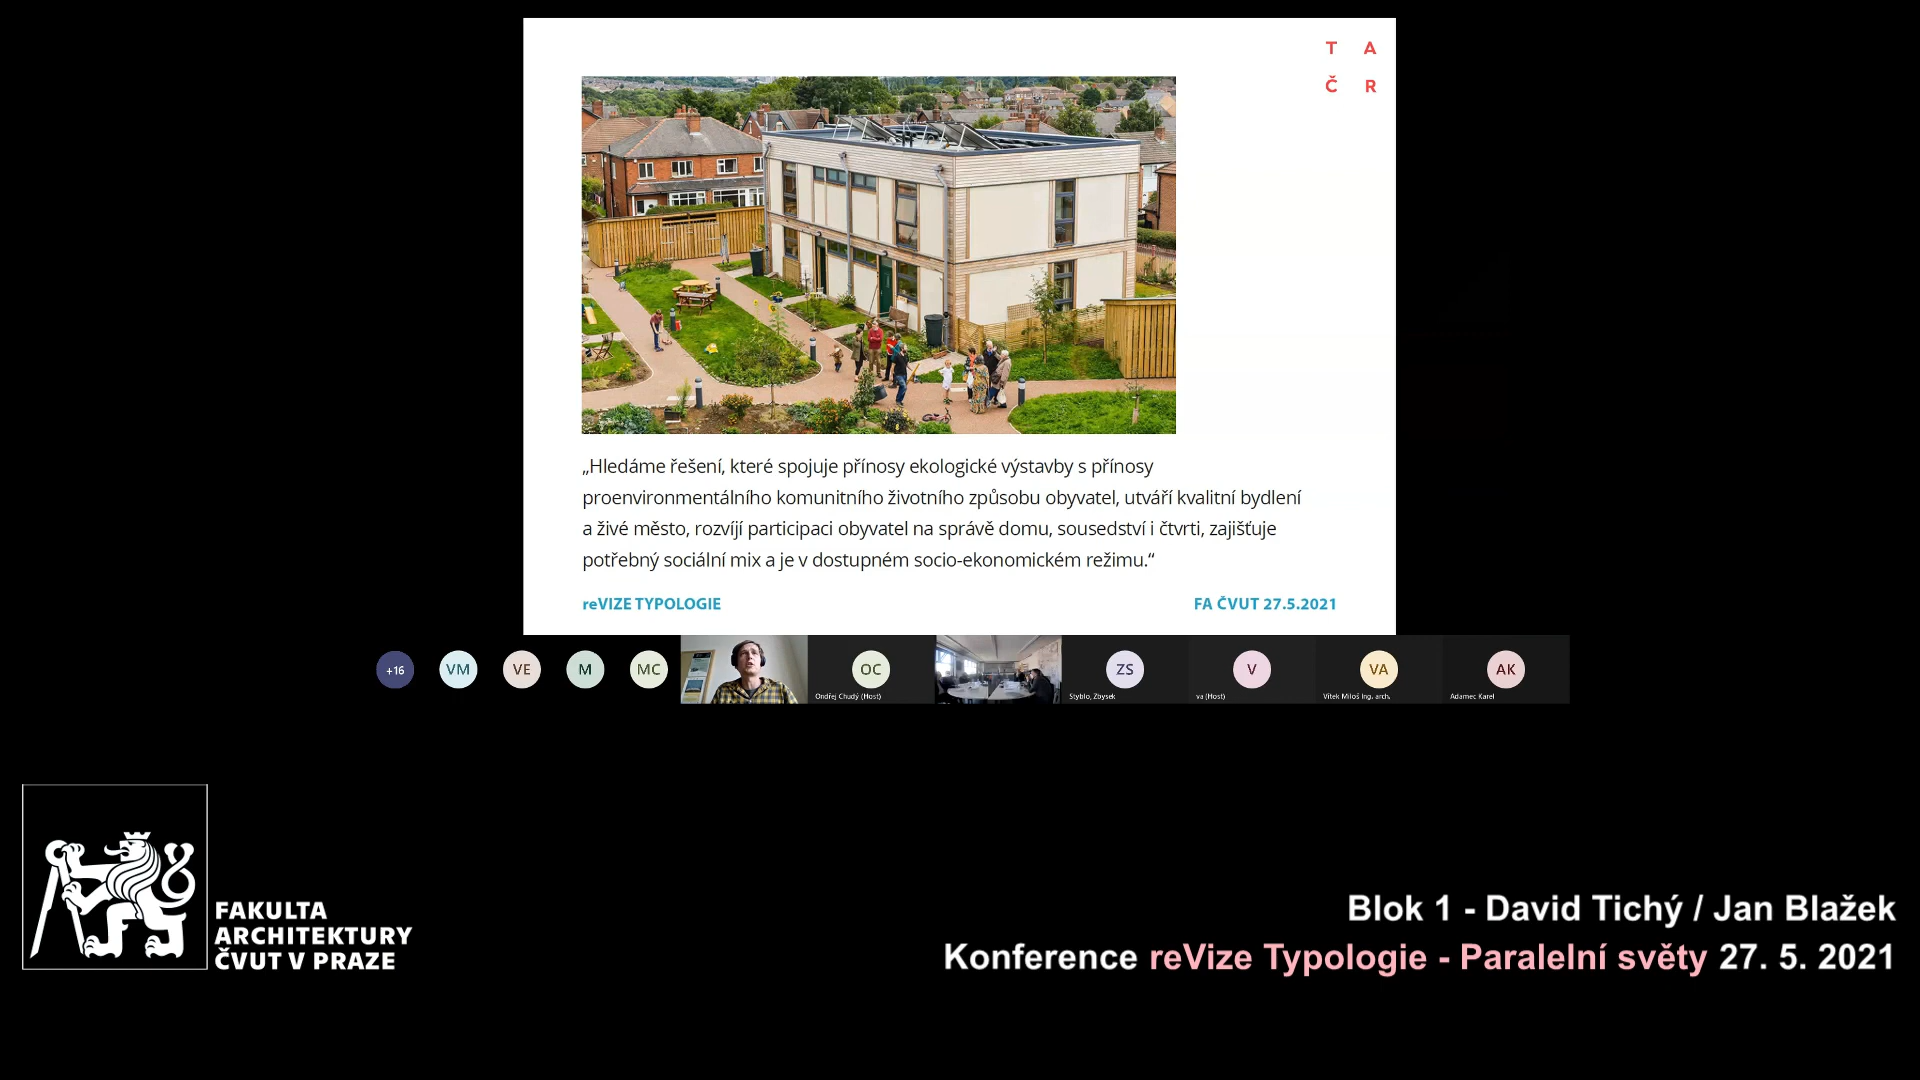 T A
Č R
„Hledáme řešení, které spojuje přínosy ekologické výstavby s přínosy
proenvironmentálního komunitního životního způsobu obyvatel, utváří kvalitní bydlení
a živé město, rozvíjí participaci obyvatel na správě domu, sousedství i čtvrti, zajišťuje
potřebný sociální mix a je v dostupném socio-ekonomickém režimu.“
reVIZE TYPOLOGIE
FA ČVUT 27.5.2021
+16
VM
VE
M
MC
OC
Ondřej Chudý (Host)
ZS
Styblo, Zbysek
V
va (Host)
VA
Vítek Miloš Ing. arch.
AK
Adamec Karel
FAKULTA
ARCHITEKTURY
ČVUT V PRAZE
Blok 1 - David Tichý / Jan Blažek
Konference reVize Typologie - Paralelní světy 27. 5. 2021